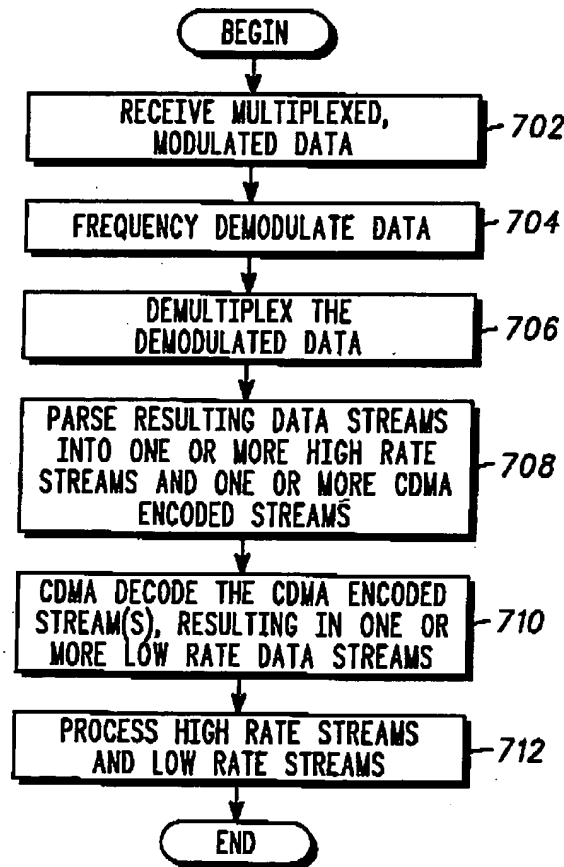 BEGIN
RECEIVE MULTIPLEXED,
MODULATED DATA
702
FREQUENCY DEMODULATE DATA
704
DEMULTIPLEX THE
DEMODULATED DATA
706
PARSE RESULTING DATA STREAMS
INTO ONE OR MORE HIGH RATE
STREAMS AND ONE OR MORE CDMA
ENCODED STREAMS
708
CDMA DECODE THE CDMA ENCODED
STREAM(S), RESULTING IN ONE OR
MORE LOW RATE DATA STREAMS
710
PROCESS HIGH RATE STREAMS
AND LOW RATE STREAMS
712
END